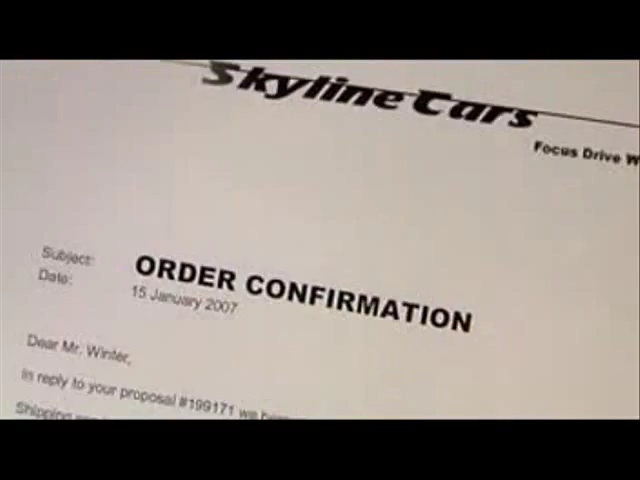 Skyline Cars
Focus Drive W
Subject: ORDER CONFIRMATION
Date: 15 January 2007
Dear Mr. Winter,
In reply to your proposal #199171 we
Shipping